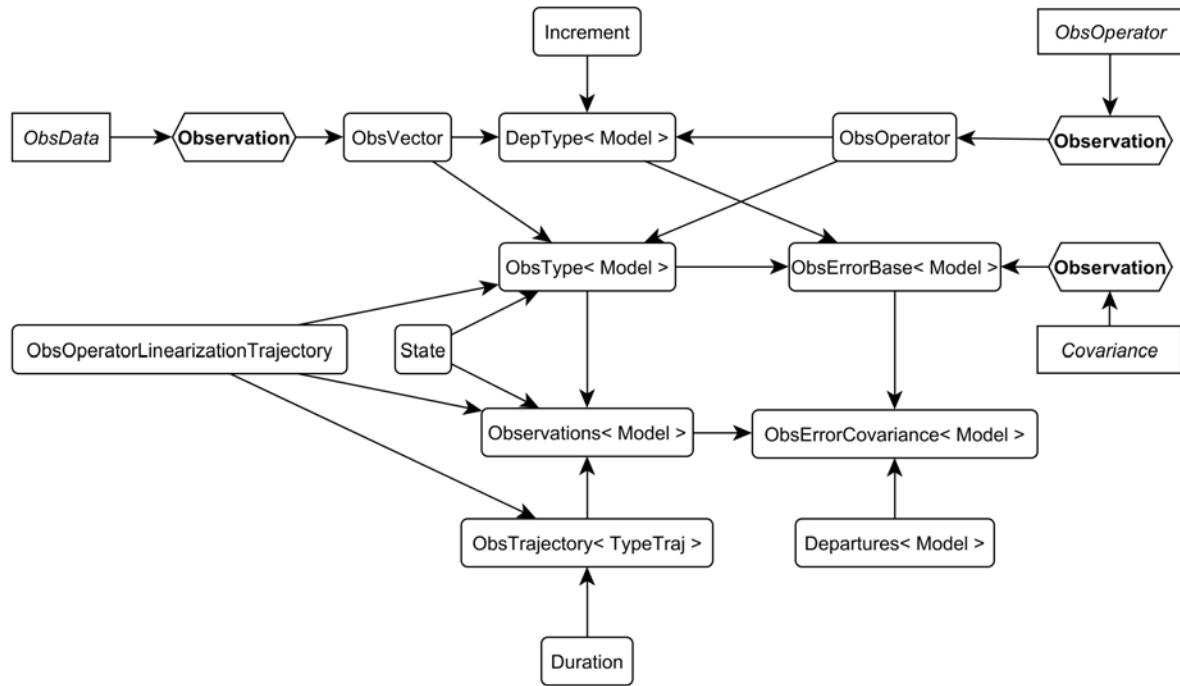 Increment
ObsOperator
ObsData
Observation
ObsVector
DepType< Model >
ObsOperator
Observation
ObsType< Model >
ObsErrorBase< Model >
Observation
ObsOperatorLinearizationTrajectory
State
Covariance
Observations< Model >
ObsErrorCovariance< Model >
ObsTrajectory< TypeTraj >
Departures< Model >
Duration